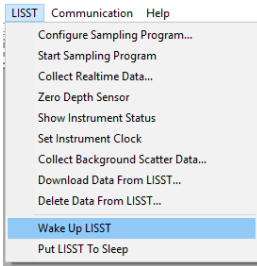 LISST Communication Help
Configure Sampling Program...
Start Sampling Program
Collect Realtime Data...
Zero Depth Sensor
Show Instrument Status
Set Instrument Clock
Collect Background Scatter Data...
Download Data From LISST...
Delete Data From LISST...
Wake Up LISST
Put LISST To Sleep